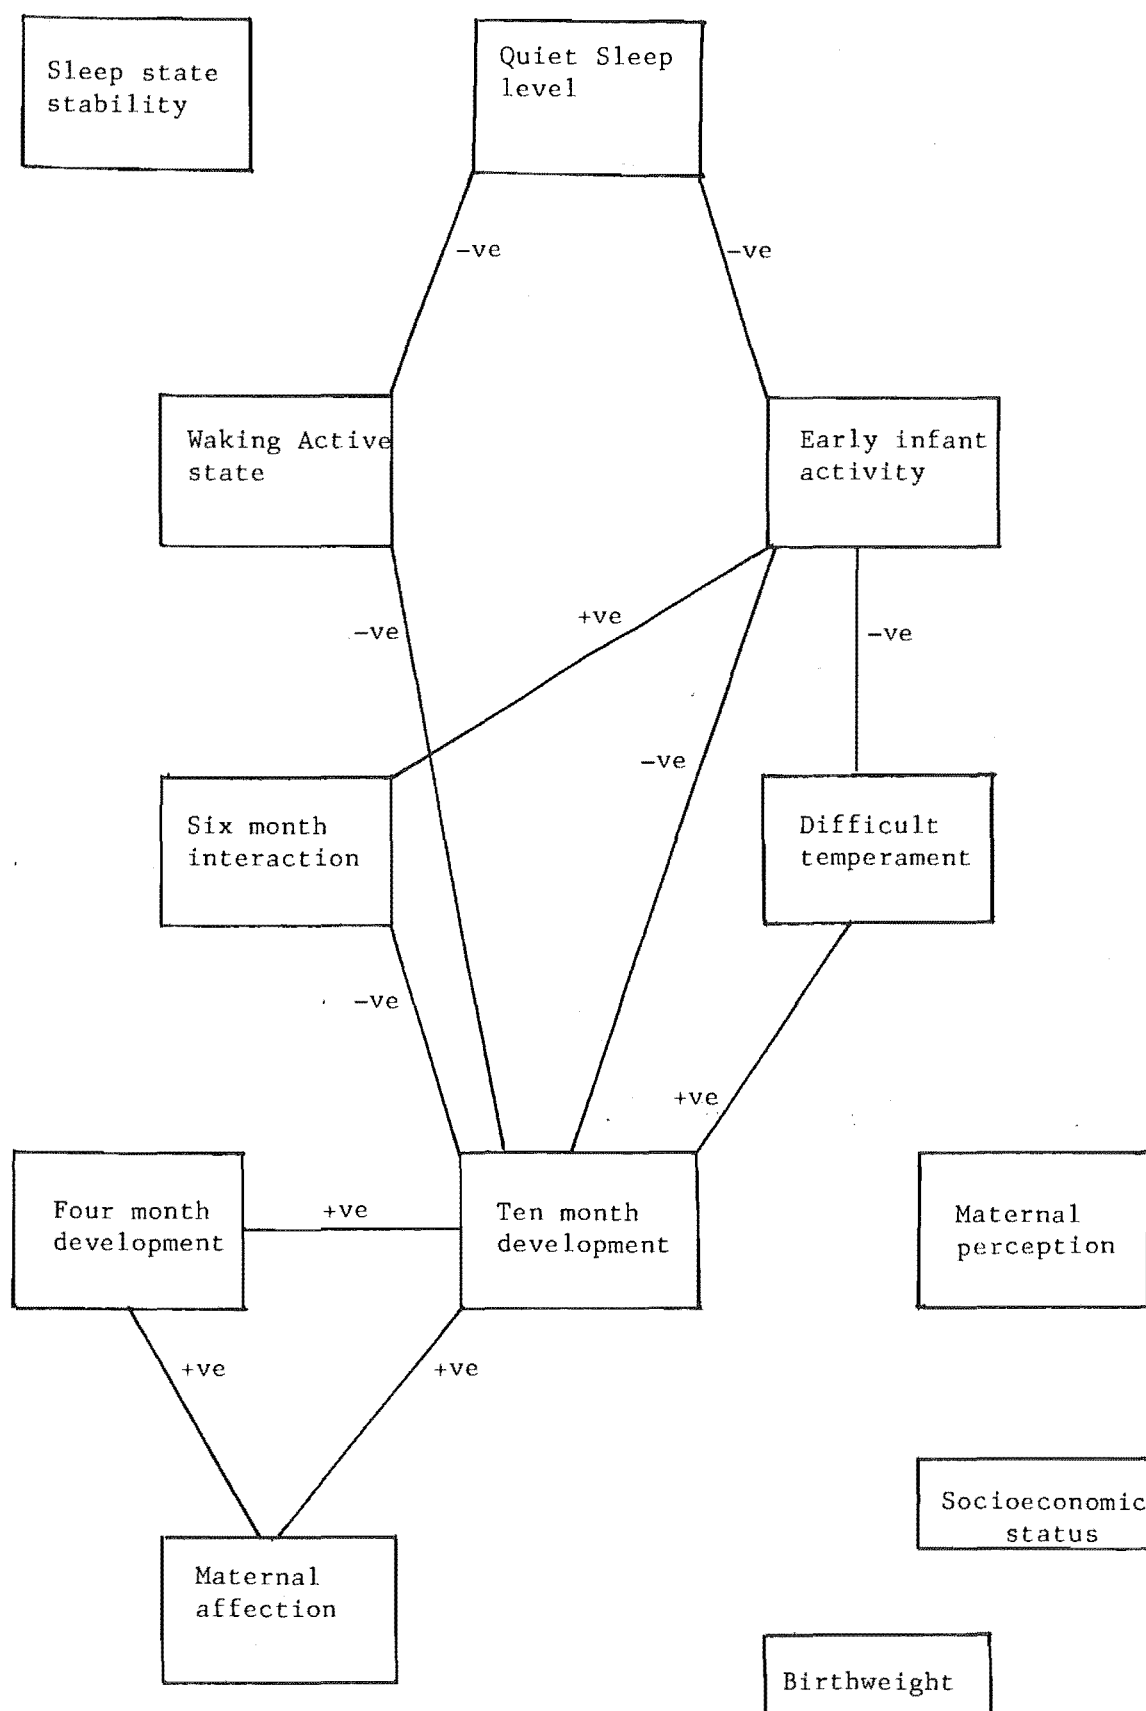 Sleep state
stability
Quiet Sleep
level
-ve
-ve
Waking Active
state
Early infant
activity
+ve
-ve
-ve
-ve
Six month
interaction
Difficult
temperament
-ve
+ve
Four month
development
+ve
Ten month
development
Maternal
perception
+ve
+ve
Socioeconomic
status
Maternal
affection
Birthweight